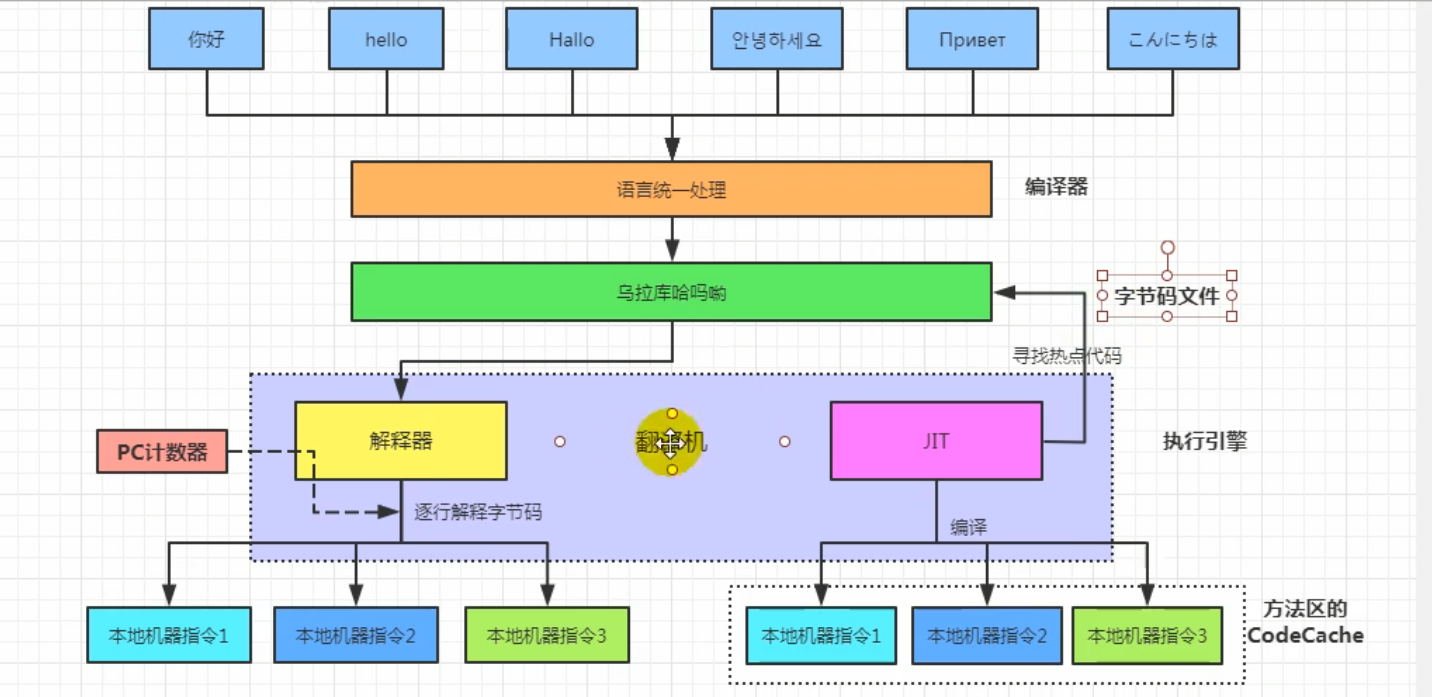 你好
hello
Hallo
안녕하세요
Привет
こんにちは
语言统一处理
编译器
乌拉库哈吗呦
字节码文件
寻找热点代码
解释器
翻译机
JIT
执行引擎
PC计数器
逐行解释字节码
编译
本地机器指令1
本地机器指令2
本地机器指令3
本地机器指令1
本地机器指令2
本地机器指令3
方法区的
CodeCache